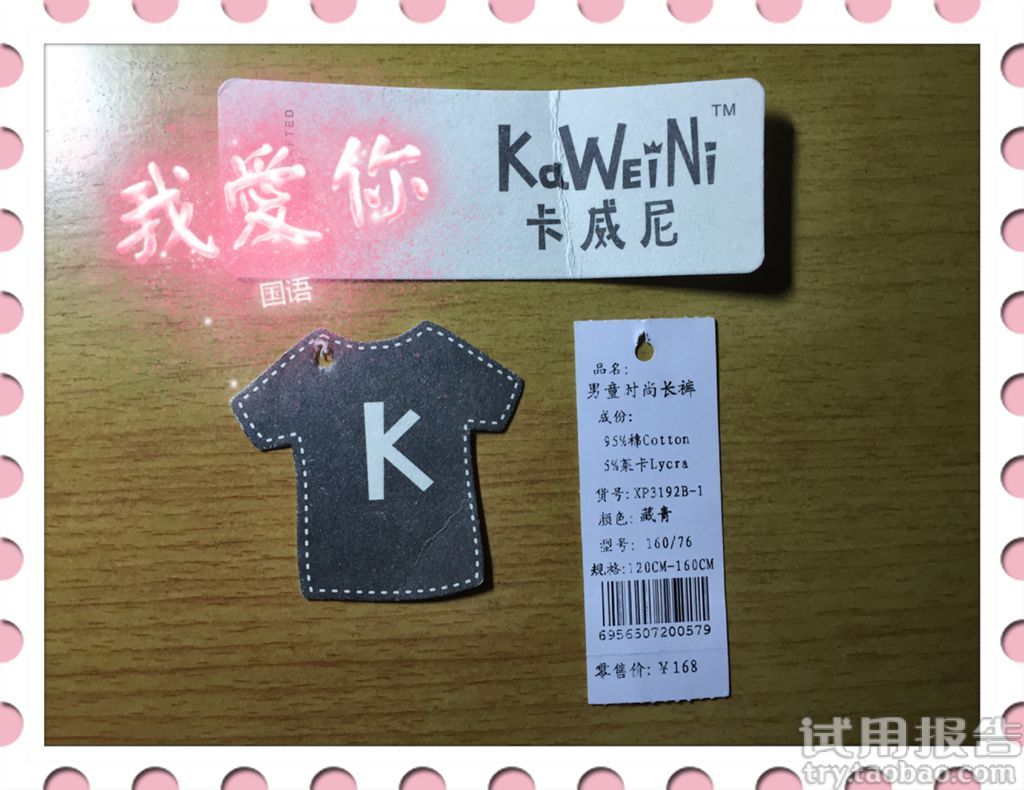 KaWEiNi TM
卡威尼
我愛你
国语
K
品名:
男童时尚长裤
成份:
95%棉Cotton
5%莱卡Lycra
货号:XP3192B-1
颜色:藏青
型号: 160/76
规格:120CM-160CM
6956507200579
零售价:￥168
试用报告
try.taobao.com